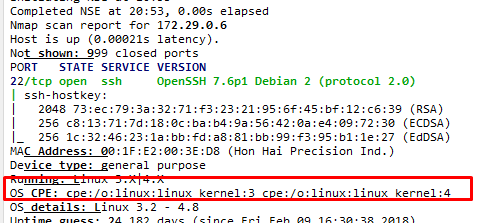 Completed NSE at 20:53, 0.00s elapsed
Nmap scan report for 172.29.0.6
Host is up (0.00021s latency).
Not shown: 999 closed ports
PORT STATE SERVICE VERSION
22/tcp open ssh OpenSSH 7.6p1 Debian 2 (protocol 2.0)
| ssh-hostkey:
| 2048 73:ec:79:3a:32:71:f3:23:21:95:6f:45:bf:12:c6:39 (RSA)
| 256 c8:13:71:7d:18:0c:ba:b4:9a:56:42:0a:e4:09:72:30 (ECDSA)
|_ 256 1c:32:46:23:1a:bb:fd:a8:81:bb:99:f3:95:b1:1e:27 (EdDSA)
MAC Address: 00:1F:E2:00:3E:D8 (Hon Hai Precision Ind.)
Device type: general purpose
Running: Linux 3.X|4.X
OS CPE: cpe:/o:linux:linux_kernel:3 cpe:/o:linux:linux_kernel:4
OS details: Linux 3.2 - 4.8
Uptime guess: 24.182 days (since Fri Feb 09 16:30:38 2018)